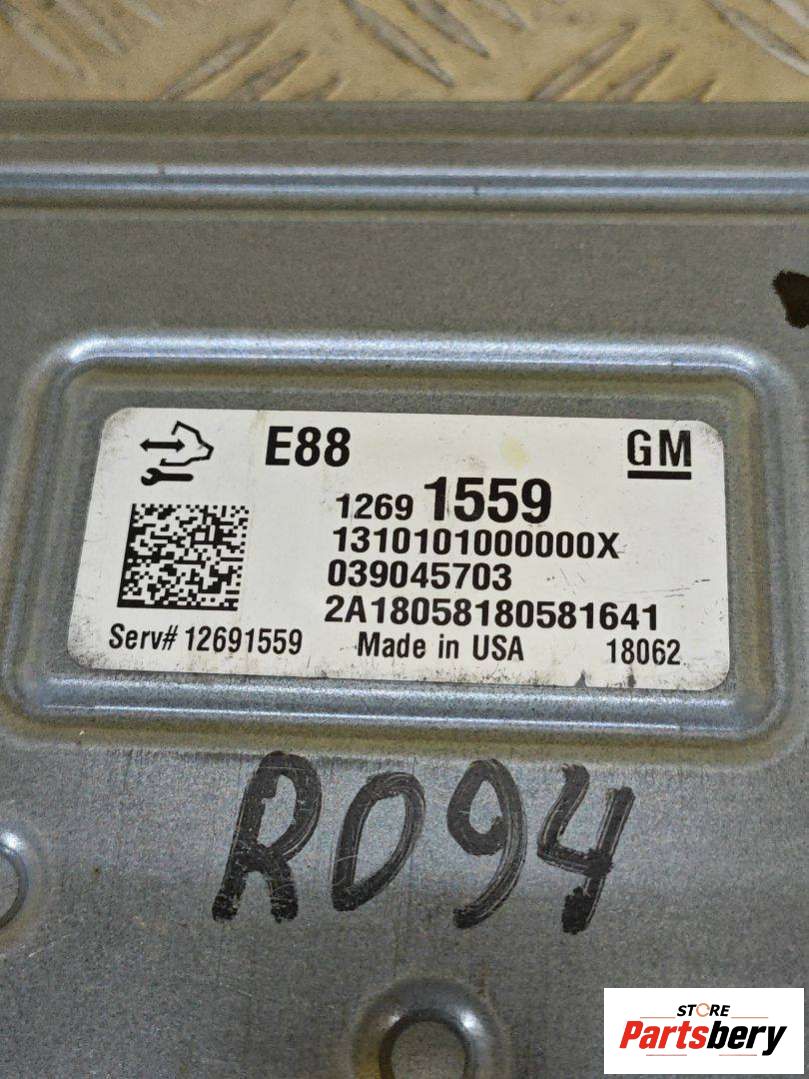 E88 GM
1269 1559
1310101000000X
039045703
2A18058180581641
Serv# 12691559 Made in USA 18062
R094
STORE
Partsbery